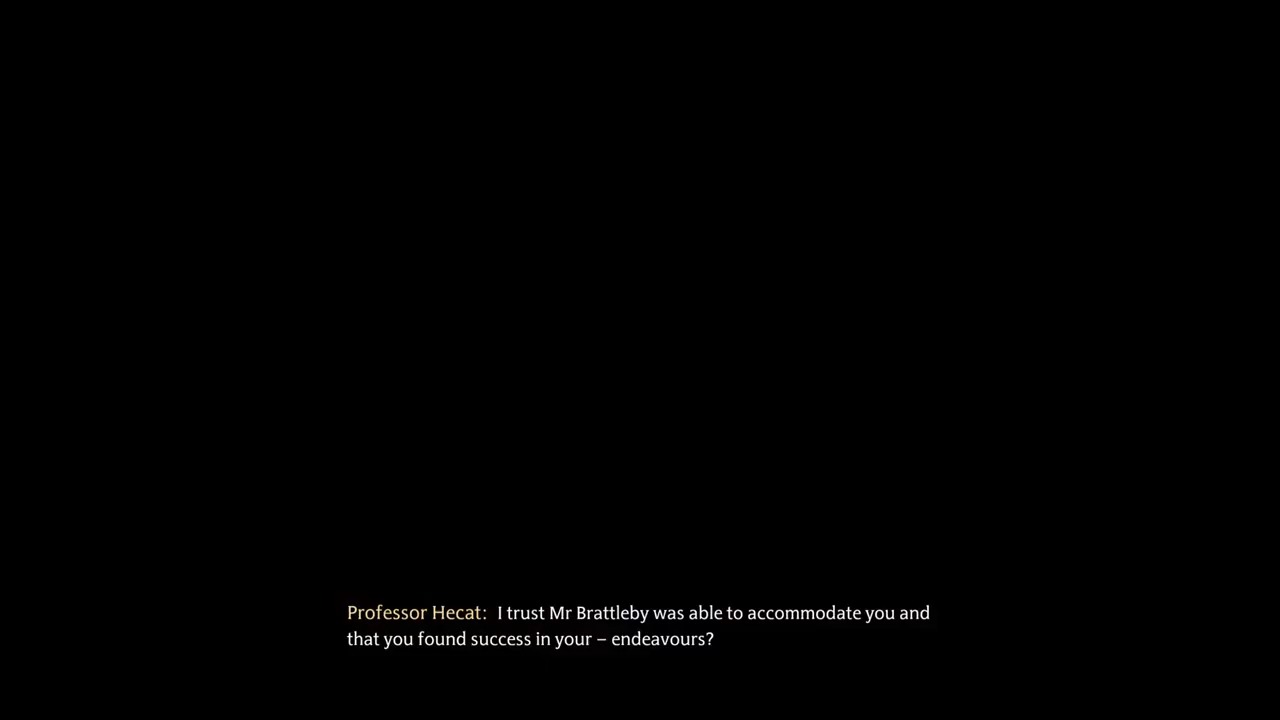 Professor Hecat: I trust Mr Brattleby was able to accommodate you and
that you found success in your – endeavours?